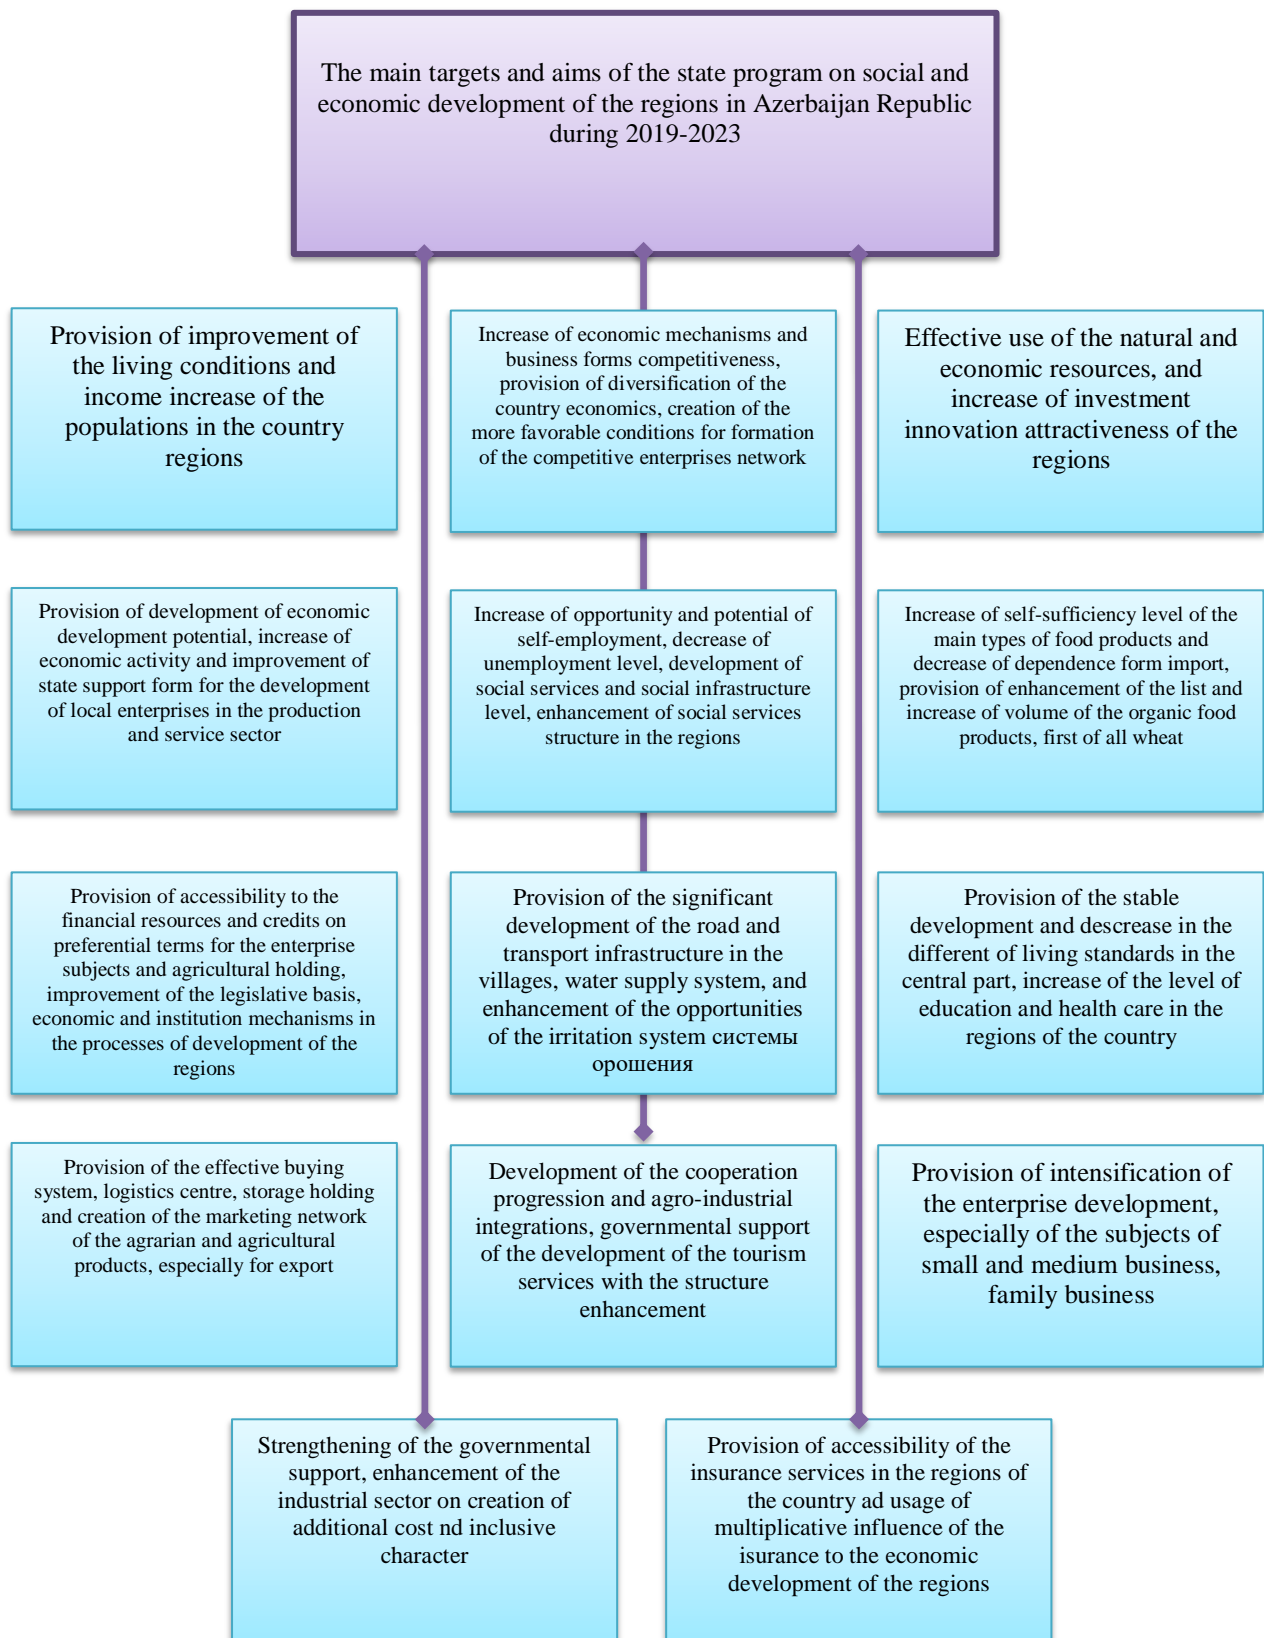 The main targets and aims of the state program on social and
economic development of the regions in Azerbaijan Republic
during 2019-2023
Provision of improvement of
the living conditions and
income increase of the
populations in the country
regions
Increase of economic mechanisms and
business forms competitiveness,
provision of diversification of the
country economics, creation of the
more favorable conditions for formation
of the competitive enterprises network
Effective use of the natural and
economic resources, and
increase of investment
innovation attractiveness of the
regions
Provision of development of economic
development potential, increase of
economic activity and improvement of
state support form for the development
of local enterprises in the production
and service sector
Increase of opportunity and potential of
self-employment, decrease of
unemployment level, development of
social services and social infrastructure
level, enhancement of social services
structure in the regions
Increase of self-sufficiency level of the
main types of food products and
decrease of dependence form import,
provision of enhancement of the list and
increase of volume of the organic food
products, first of all wheat
Provision of accessibility to the
financial resources and credits on
preferential terms for the enterprise
subjects and agricultural holding,
improvement of the legislative basis,
economic and institution mechanisms in
the processes of development of the
regions
Provision of the significant
development of the road and
transport infrastructure in the
villages, water supply system, and
enhancement of the opportunities
of the irritation system системы
орошения
Provision of the stable
development and descrease in the
different of living standards in the
central part, increase of the level of
education and health care in the
regions of the country
Provision of the effective buying
system, logistics centre, storage holding
and creation of the marketing network
of the agrarian and agricultural
products, especially for export
Development of the cooperation
progression and agro-industrial
integrations, governmental support
of the development of the tourism
services with the structure
enhancement
Provision of intensification of
the enterprise development,
especially of the subjects of
small and medium business,
family business
Strengthening of the governmental
support, enhancement of the
industrial sector on creation of
additional cost nd inclusive
character
Provision of accessibility of the
insurance services in the regions of
the country ad usage of
multiplicative influence of the
isurance to the economic
development of the regions